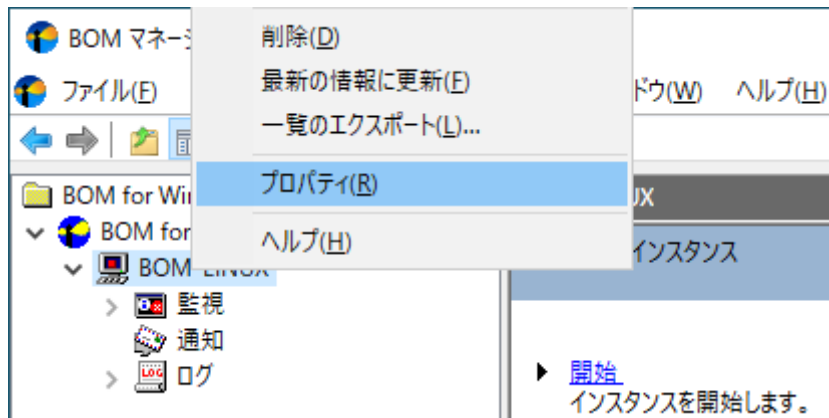 BOM マネージ
ファイル(F)
削除(D)
最新の情報に更新(F)
一覧のエクスポート(L)...
プロパティ(R)
ヘルプ(H)
ドウ(W) ヘルプ(H)
BOM for Wi
BOM for
BOM-LINUX
監視
通知
ログ
UX
インスタンス
開始
インスタンスを開始します。